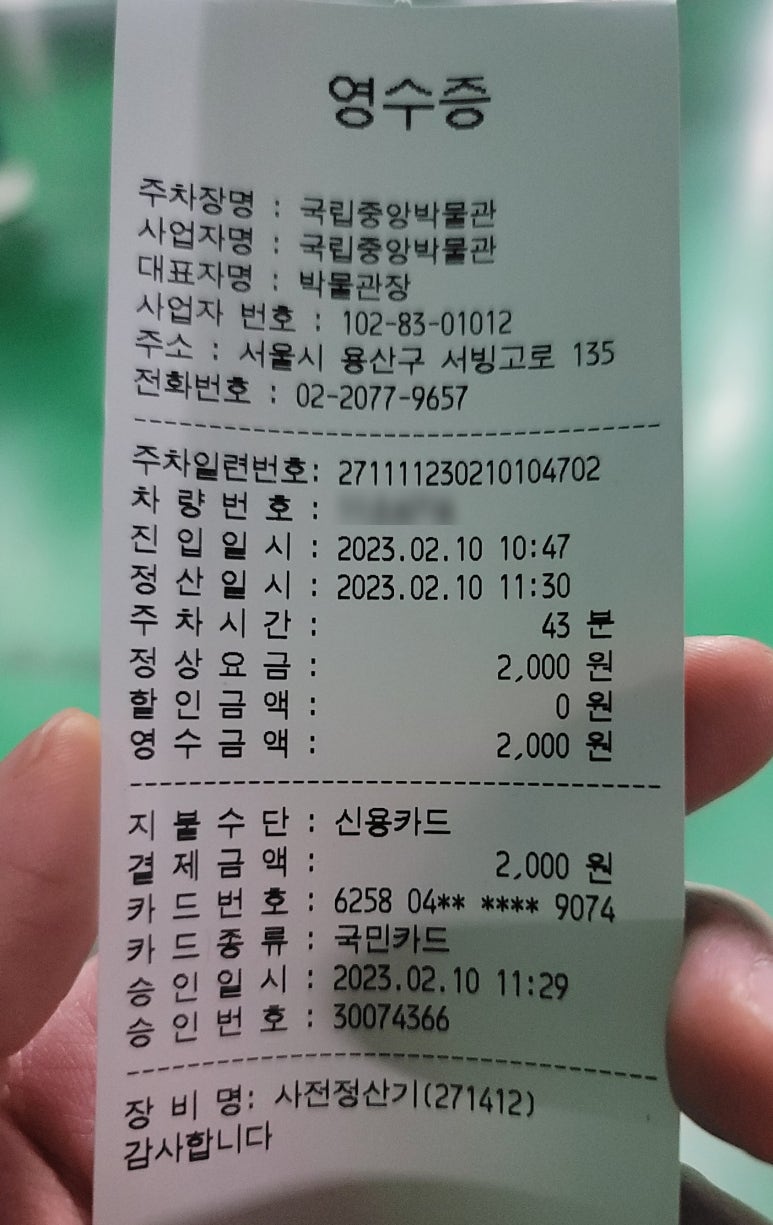 영수증
주차장명 : 국립중앙박물관
사업자명 : 국립중앙박물관
대표자명 : 박물관장
사업자 번호 : 102-83-01012
주소 : 서울시 용산구 서빙고로 135
전화번호 : 02-2077-9657
주차일련번호: 271111230210104702
차 량 번 호 :
진 입 일 시 : 2023.02.10 10:47
정 산 일 시 : 2023.02.10 11:30
주 차 시 간 : 43 분
정 상 요 금 : 2,000 원
할 인 금 액 : 0 원
영 수 금 액 : 2,000 원
지 불 수 단 : 신용카드
결 제 금 액 : 2,000 원
카 드 번 호 : 6258 04** **** 9074
카 드 종 류 : 국민카드
승 인 일 시 : 2023.02.10 11:29
승 인 번 호 : 30074366
장 비 명: 사전정산기(271412)
감사합니다